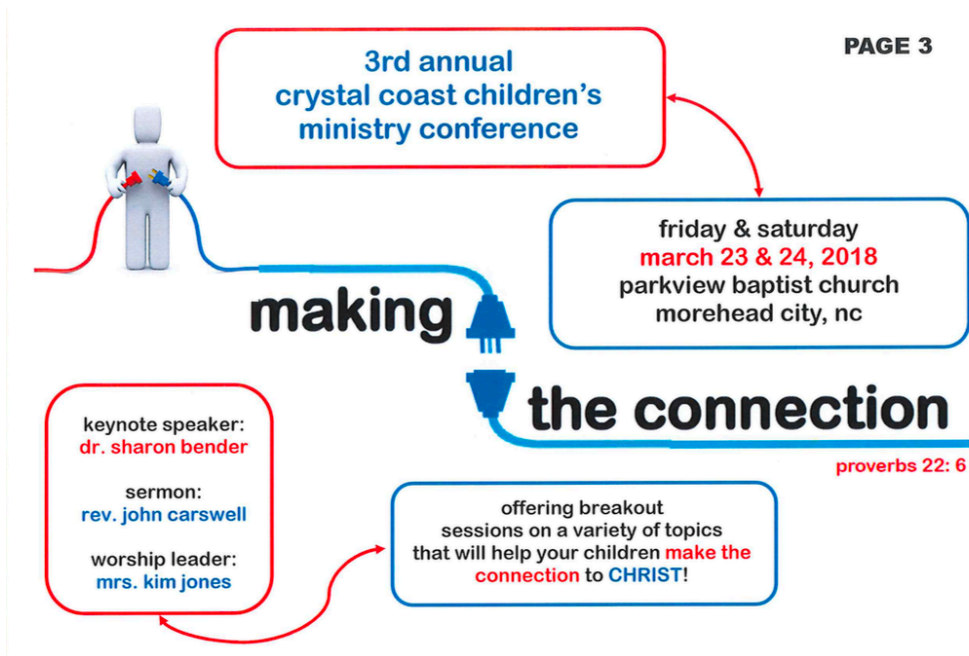 PAGE 3
3rd annual
crystal coast children's
ministry conference
friday & saturday
march 23 & 24, 2018
parkview baptist church
morehead city, nc
making
the connection
proverbs 22: 6
keynote speaker:
dr. sharon bender
sermon:
rev. john carswell
worship leader:
mrs. kim jones
offering breakout
sessions on a variety of topics
that will help your children make the
connection to CHRIST!